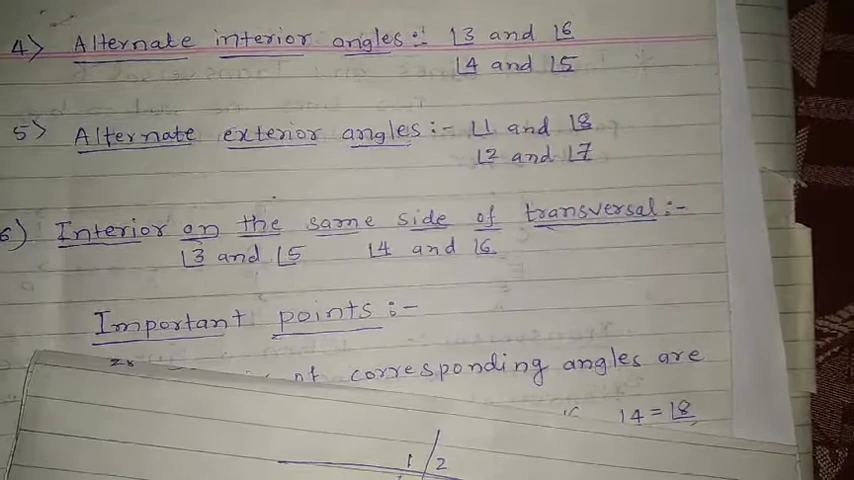 4) Alternate interior angles :- ∠3 and ∠6
∠4 and ∠5
5) Alternate exterior angles :- ∠1 and ∠8
∠2 and ∠7
6) Interior on the same side of transversal :-
∠3 and ∠5 ∠4 and ∠6
Important points :-
of corresponding angles are
∠4 = ∠8
1 2